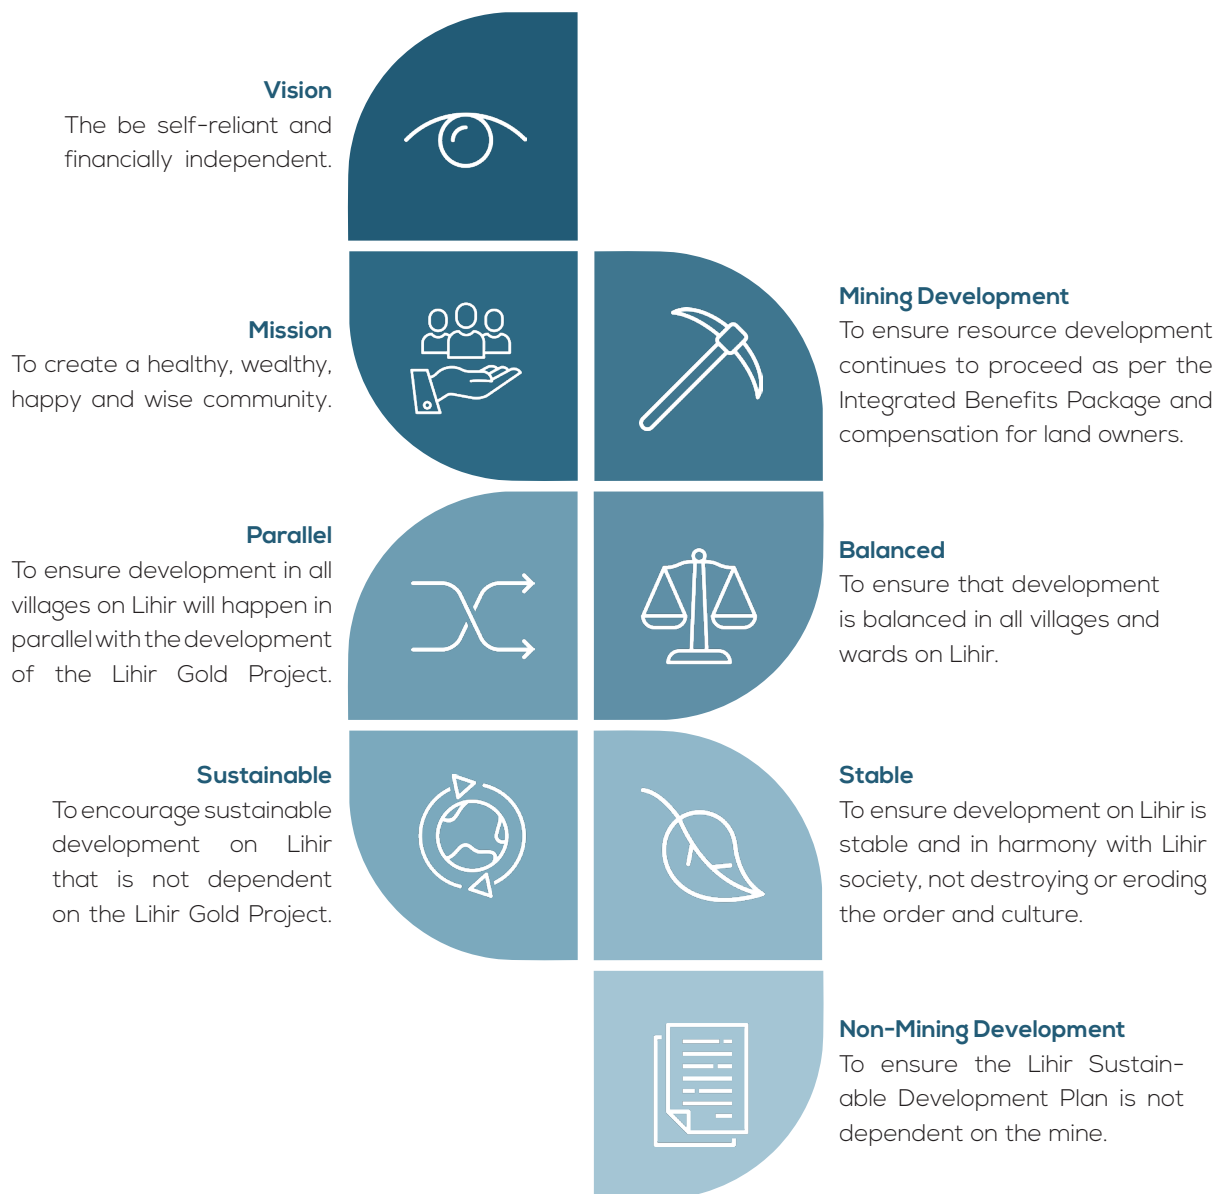 Vision
The be self-reliant and
financially independent.
Mission
To create a healthy, wealthy,
happy and wise community.
Mining Development
To ensure resource development
continues to proceed as per the
Integrated Benefits Package and
compensation for land owners.
Parallel
To ensure development in all
villages on Lihir will happen in
parallel with the development
of the Lihir Gold Project.
Balanced
To ensure that development
is balanced in all villages and
wards on Lihir.
Sustainable
To encourage sustainable
development on Lihir
that is not dependent
on the Lihir Gold Project.
Stable
To ensure development on Lihir is
stable and in harmony with Lihir
society, not destroying or eroding
the order and culture.
Non-Mining Development
To ensure the Lihir Sustain-
able Development Plan is not
dependent on the mine.